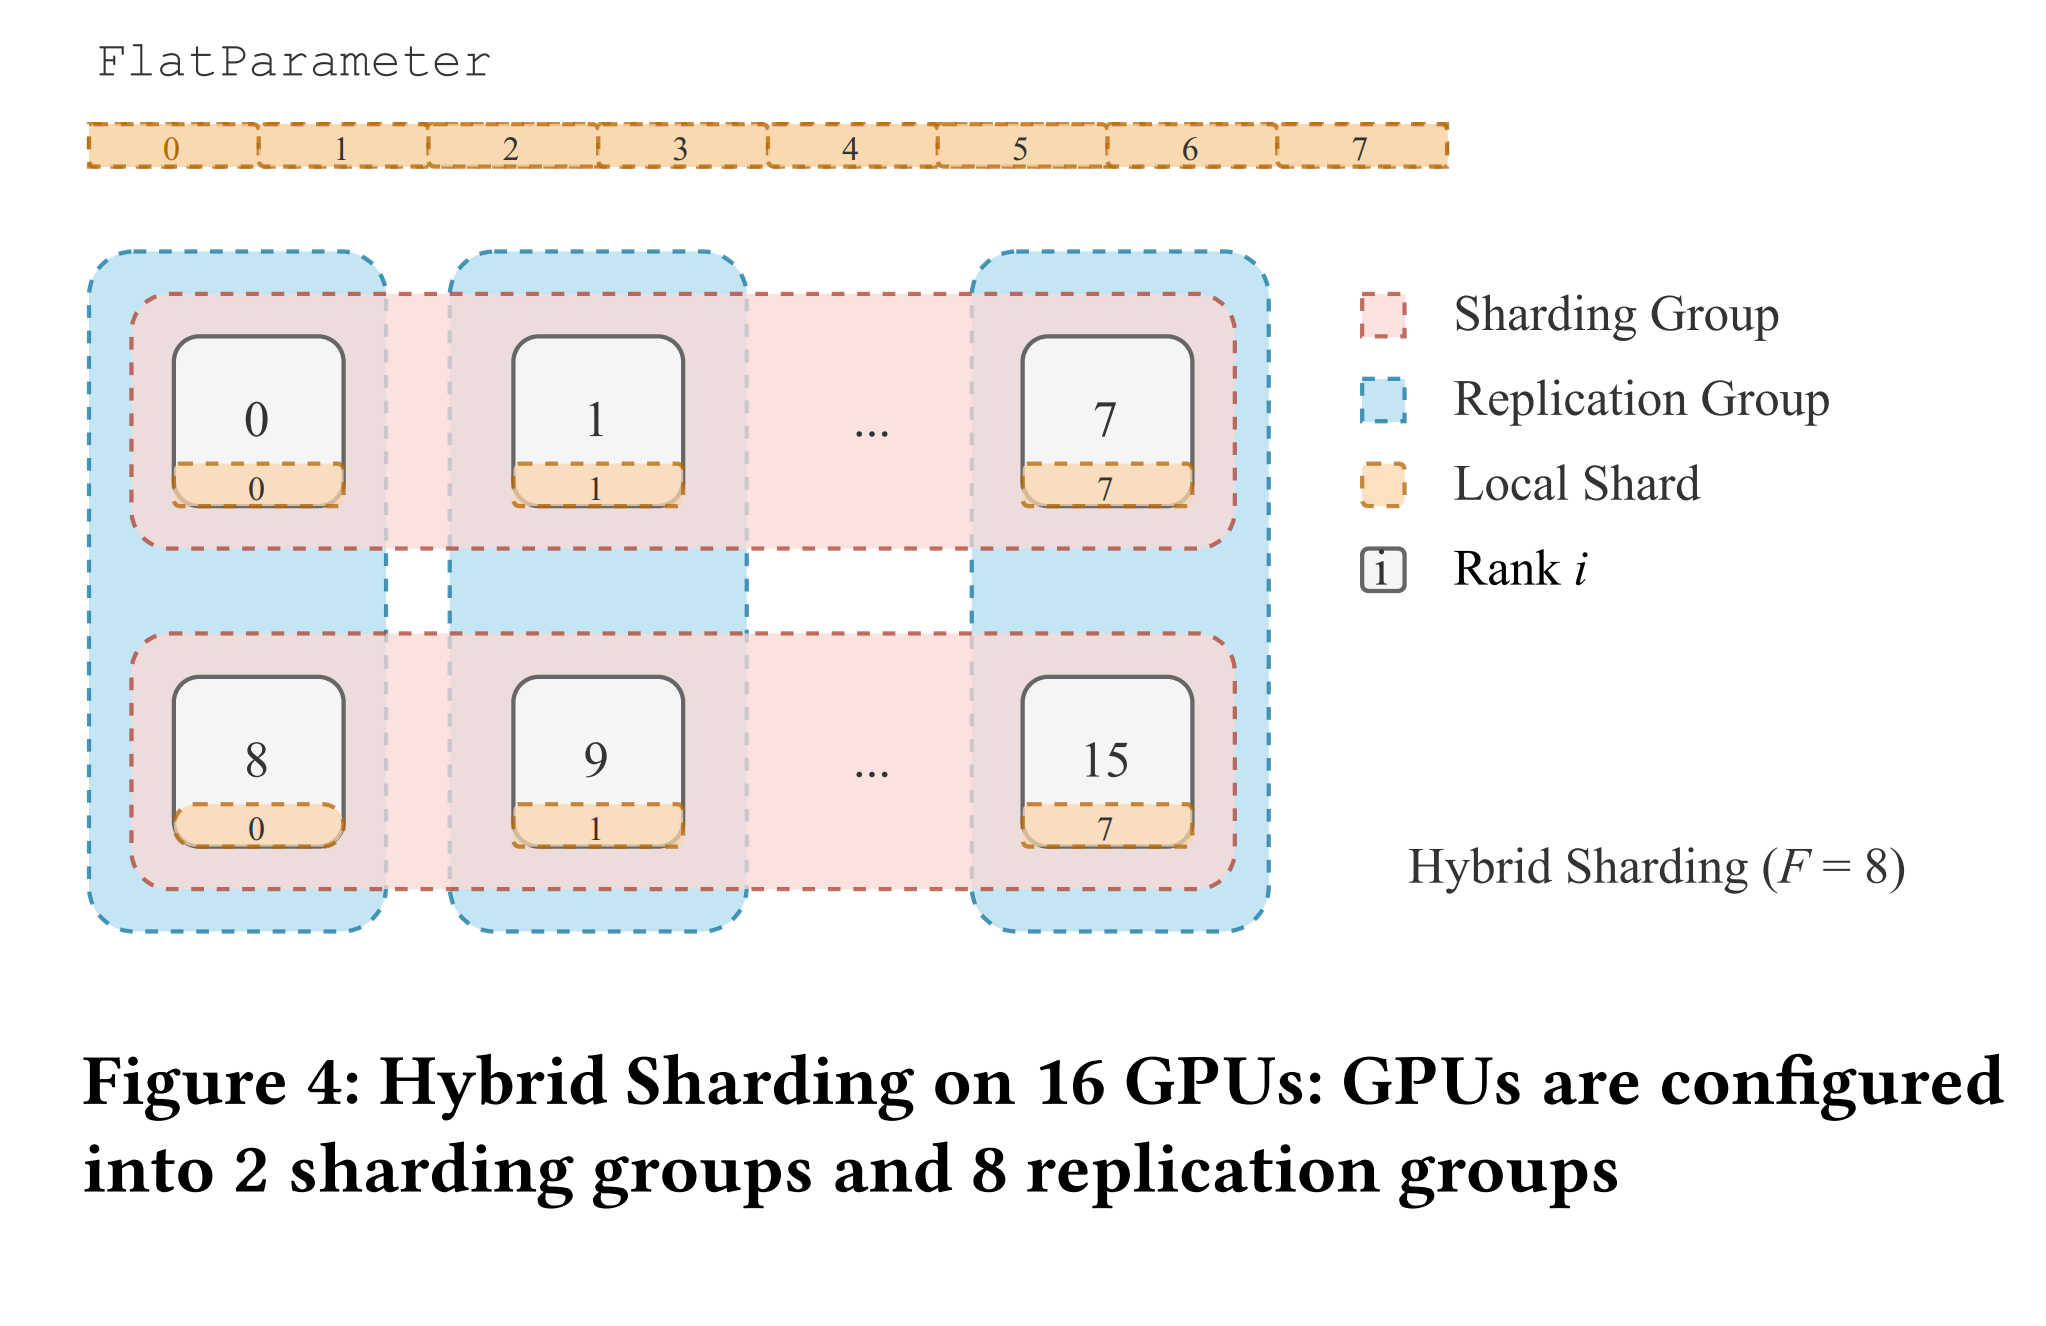 FlatParameter
0 1 2 3 4 5 6 7
0 1 ... 7
0 1 7
8 9 ... 15
0 1 7
Sharding Group
Replication Group
Local Shard
i Rank i
Hybrid Sharding (F = 8)
Figure 4: Hybrid Sharding on 16 GPUs: GPUs are configured
into 2 sharding groups and 8 replication groups